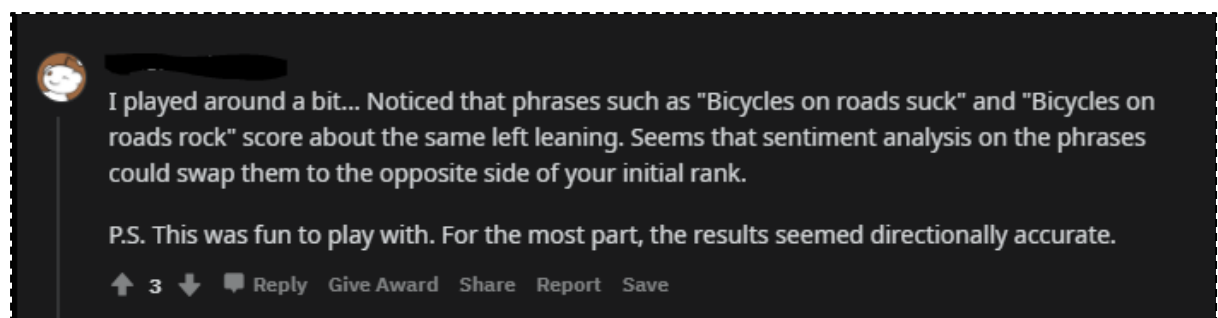 I played around a bit... Noticed that phrases such as "Bicycles on roads suck" and "Bicycles on
roads rock" score about the same left leaning. Seems that sentiment analysis on the phrases
could swap them to the opposite side of your initial rank.
P.S. This was fun to play with. For the most part, the results seemed directionally accurate.
3 Reply Give Award Share Report Save